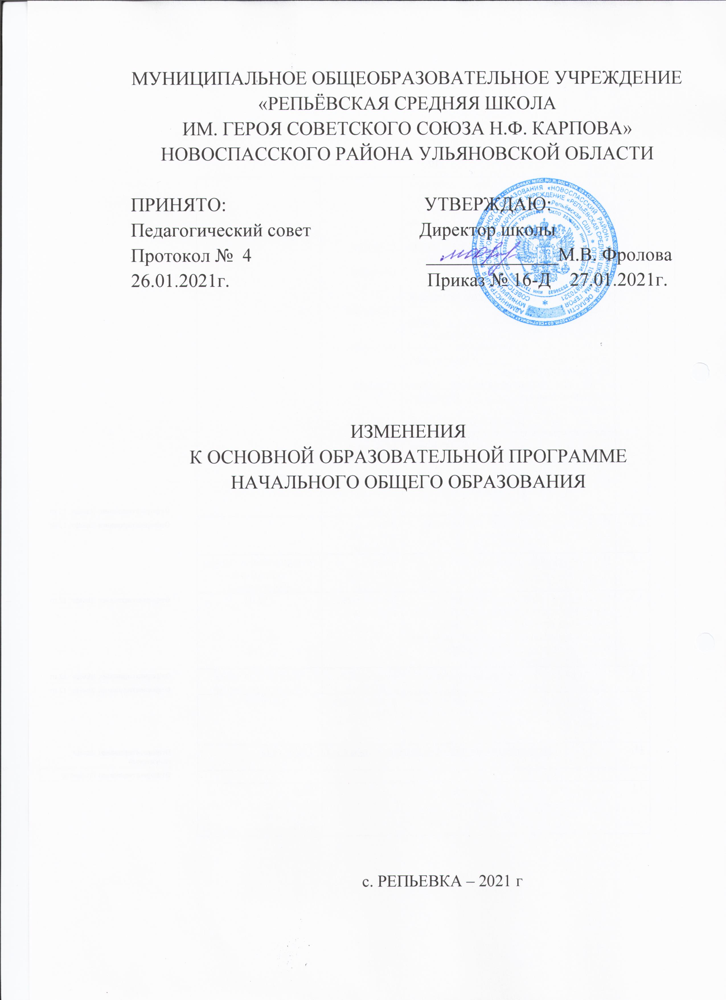 МУНИЦИПАЛЬНОЕ ОБЩЕОБРАЗОВАТЕЛЬНОЕ УЧРЕЖДЕНИЕ
«РЕПЬЁВСКАЯ СРЕДНЯЯ ШКОЛА
ИМ. ГЕРОЯ СОВЕТСКОГО СОЮЗА Н.Ф. КАРПОВА»
НОВОСПАССКОГО РАЙОНА УЛЬЯНОВСКОЙ ОБЛАСТИ
ПРИНЯТО: УТВЕРЖДАЮ:
Педагогический совет Директор школы
Протокол № 4 М.В. Фролова
26.01.2021г. Приказ № 16-Д 27.01.2021г.
ИЗМЕНЕНИЯ
К ОСНОВНОЙ ОБРАЗОВАТЕЛЬНОЙ ПРОГРАММЕ
НАЧАЛЬНОГО ОБЩЕГО ОБРАЗОВАНИЯ
с. РЕПЬЕВКА – 2021 г